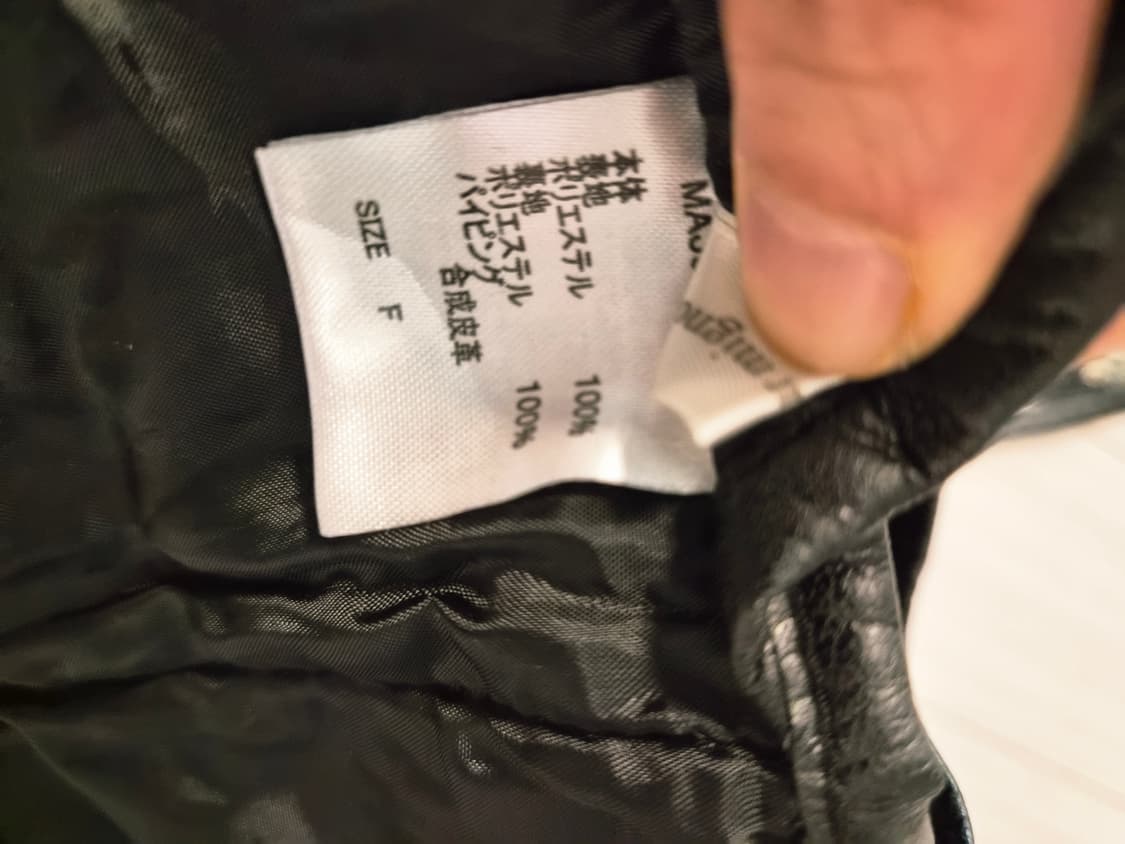 本体
表地
ポリエステル 100%
裏地
ポリエステル 100%
パイピング
合成皮革
SIZE F